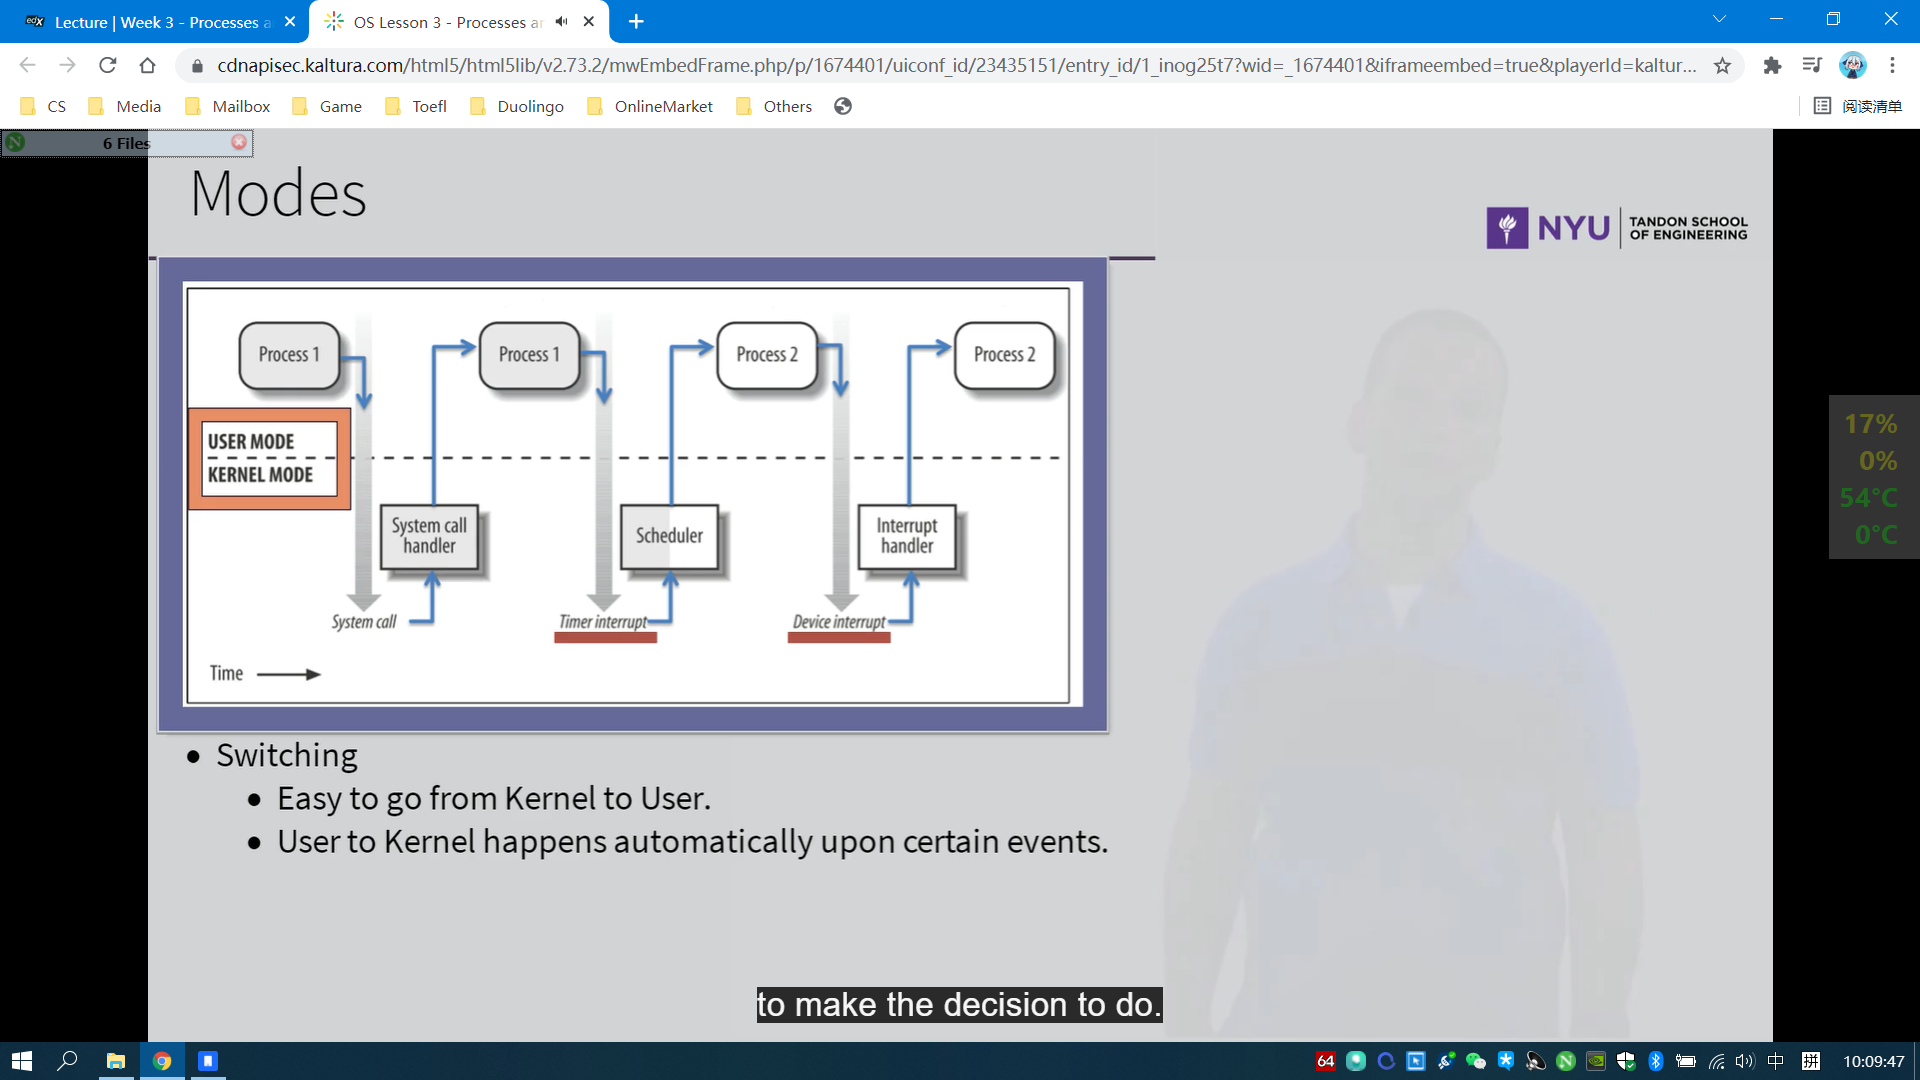 Lecture | Week 3 - Processes a
OS Lesson 3 - Processes a
cdnapisec.kaltura.com/html5/html5lib/v2.73.2/mwEmbedFrame.php/p/1674401/uiconf_id/23435151/entry_id/1_inog25t7?wid=_1674401&iframeembed=true&playerId=kaltur...
CS
Media
Mailbox
Game
Toefl
Duolingo
OnlineMarket
Others
阅读清单
6 Files
Modes
NYU
TANDON SCHOOL
OF ENGINEERING
Process 1
Process 1
Process 2
Process 2
USER MODE
KERNEL MODE
System call
handler
Scheduler
Interrupt
handler
System call
Timer interrupt
Device interrupt
Time
17%
0%
54°C
0°C
• Switching
• Easy to go from Kernel to User.
• User to Kernel happens automatically upon certain events.
to make the decision to do.
64
中
拼
10:09:47